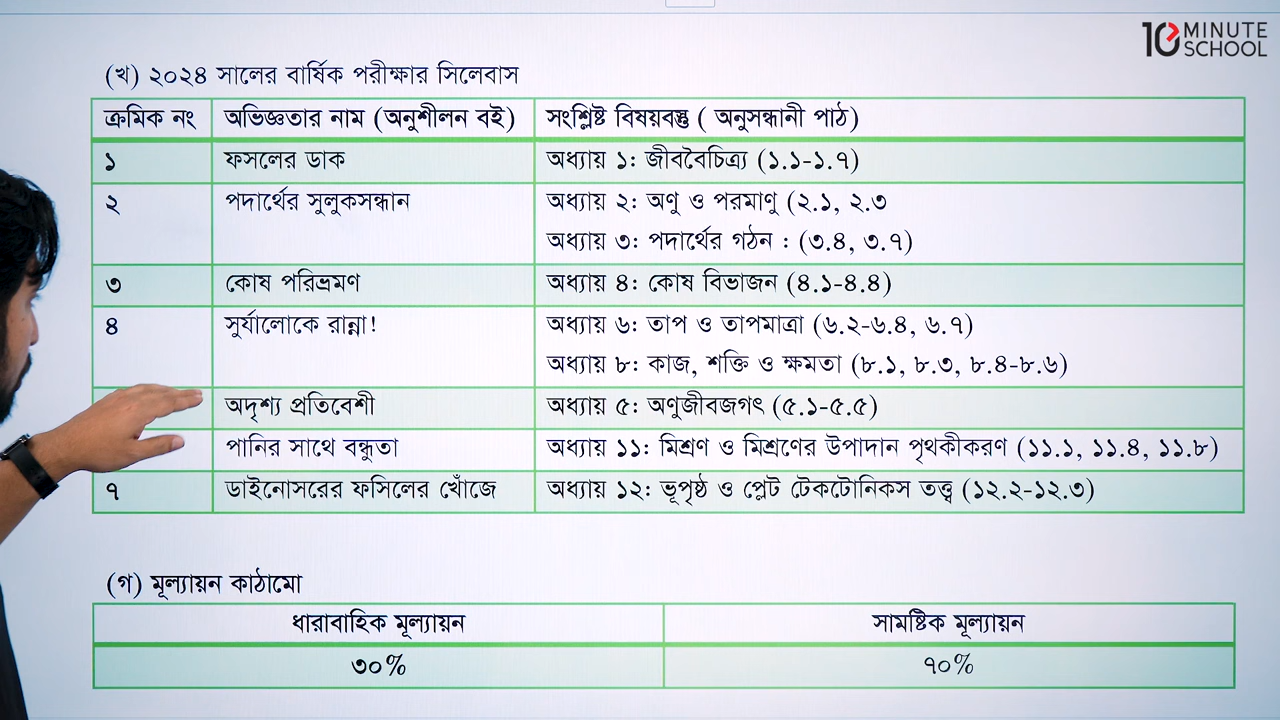 10 MINUTE SCHOOL
(খ) ২০২৪ সালের বার্ষিক পরীক্ষার সিলেবাস
ক্রমিক নং অভিজ্ঞতার নাম (অনুশীলন বই) সংশ্লিষ্ট বিষয়বস্তু ( অনুসন্ধানী পাঠ)
১ ফসলের ডাক অধ্যায় ১: জীববৈচিত্র্য (১.১-১.৭)
২ পদার্থের সুলুকসন্ধান অধ্যায় ২: অণু ও পরমাণু (২.১, ২.৩
অধ্যায় ৩: পদার্থের গঠন : (৩.৪, ৩.৭)
৩ কোষ পরিভ্রমণ অধ্যায় ৪: কোষ বিভাজন (৪.১-৪.৪)
৪ সুর্যালোকে রান্না! অধ্যায় ৬: তাপ ও তাপমাত্রা (৬.২-৬.৪, ৬.৭)
অধ্যায় ৮: কাজ, শক্তি ও ক্ষমতা (৮.১, ৮.৩, ৮.৪-৮.৬)
অদৃশ্য প্রতিবেশী অধ্যায় ৫: অণুজীবজগৎ (৫.১-৫.৫)
পানির সাথে বন্ধুতা অধ্যায় ১১: মিশ্রণ ও মিশ্রণের উপাদান পৃথকীকরণ (১১.১, ১১.৪, ১১.৮)
৭ ডাইনোসরের ফসিলের খোঁজে অধ্যায় ১২: ভূপৃষ্ঠ ও প্লেট টেকটোনিকস তত্ত্ব (১২.২-১২.৩)
(গ) মূল্যায়ন কাঠামো
ধারাবাহিক মূল্যায়ন সামষ্টিক মূল্যায়ন
৩০% ৭০%